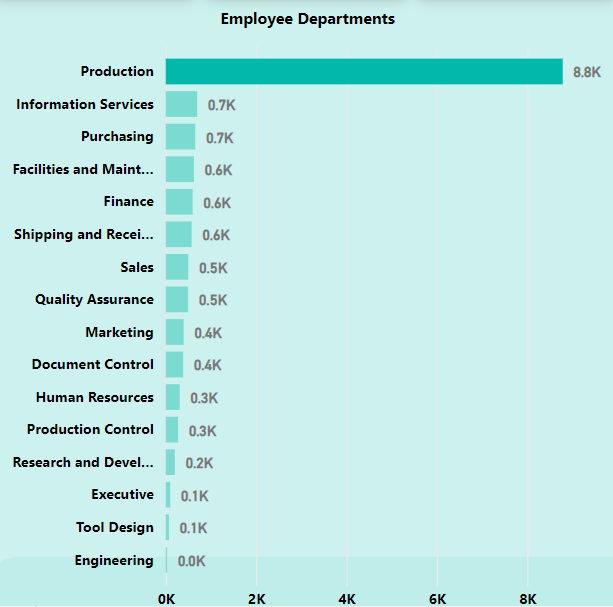 Employee Departments
Production 8.8K
Information Services 0.7K
Purchasing 0.7K
Facilities and Maint... 0.6K
Finance 0.6K
Shipping and Recei... 0.6K
Sales 0.5K
Quality Assurance 0.5K
Marketing 0.4K
Document Control 0.4K
Human Resources 0.3K
Production Control 0.3K
Research and Devel... 0.2K
Executive 0.1K
Tool Design 0.1K
Engineering 0.0K
0K 2K 4K 6K 8K